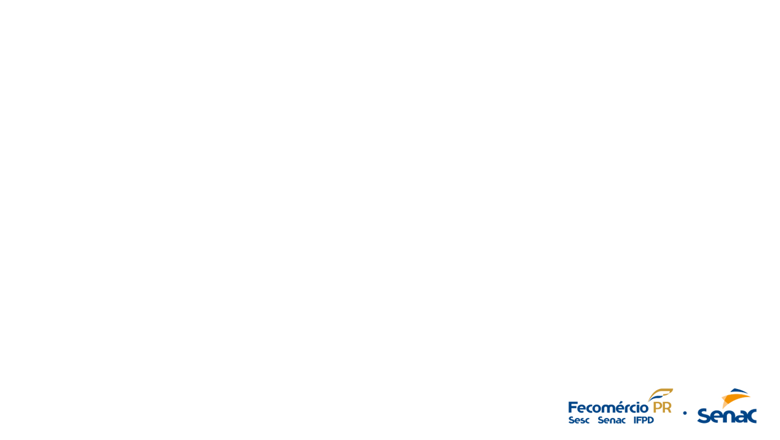 Fecomércio PR
Sesc Senac IFPD
Senac